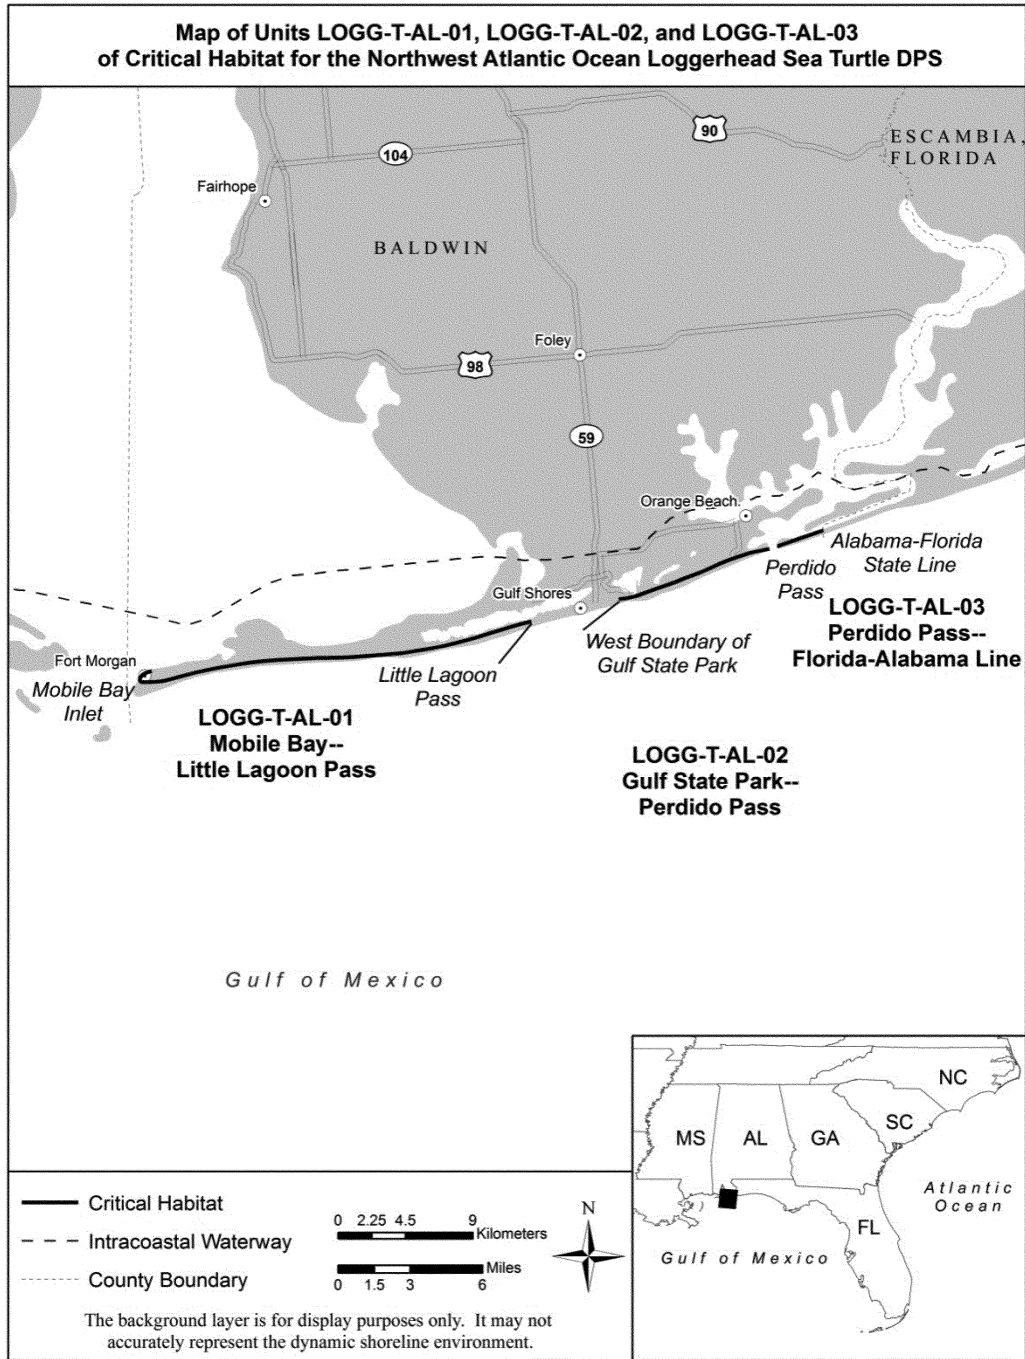 Map of Units LOGG-T-AL-01, LOGG-T-AL-02, and LOGG-T-AL-03
of Critical Habitat for the Northwest Atlantic Ocean Loggerhead Sea Turtle DPS
90
ESCAMBIA,
FLORIDA
104
Fairhope
BALDWIN
Foley
98
59
Orange Beach
Alabama-Florida
State Line
Perdido
Pass
Gulf Shores
LOGG-T-AL-03
Perdido Pass--
Florida-Alabama Line
West Boundary of
Gulf State Park
Fort Morgan
Mobile Bay
Inlet
Little Lagoon
Pass
LOGG-T-AL-01
Mobile Bay--
Little Lagoon Pass
LOGG-T-AL-02
Gulf State Park--
Perdido Pass
Gulf of Mexico
NC
SC
MS
AL
GA
Atlantic
Ocean
FL
Gulf of Mexico
Critical Habitat
Intracoastal Waterway
County Boundary
0 2.25 4.5 9
Kilometers
Miles
0 1.5 3 6
N
The background layer is for display purposes only. It may not
accurately represent the dynamic shoreline environment.